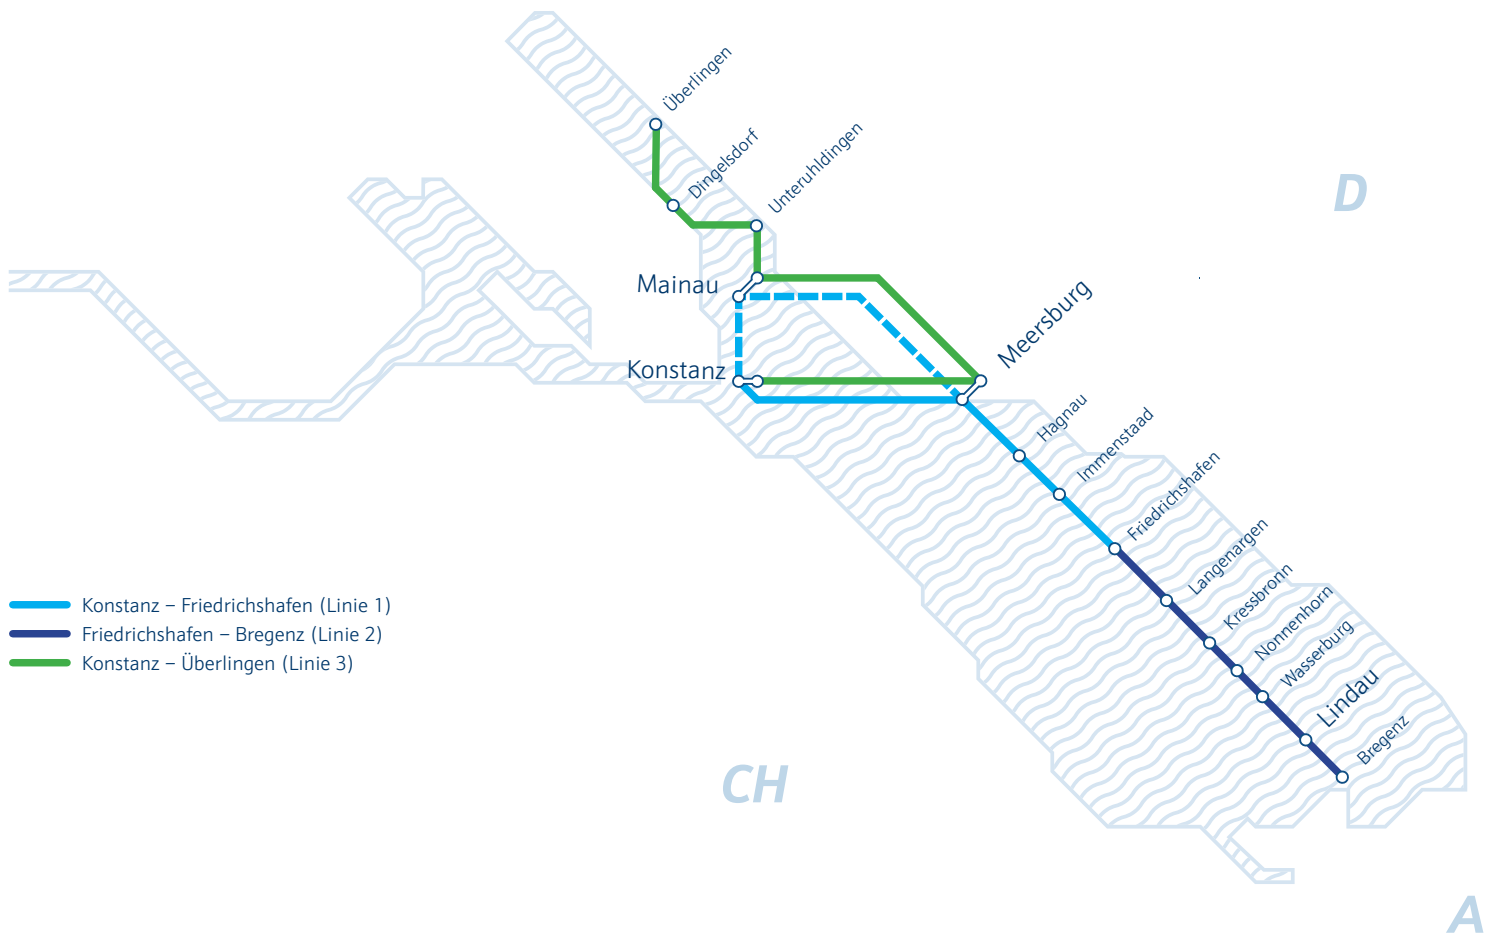 Überlingen
Dingelsdorf
Unteruhldingen
D
Mainau
Meersburg
Konstanz
Hagnau
Immenstaad
Friedrichshafen
Langenargen
Kressbronn
Nonnenhorn
Wasserburg
Lindau
Bregenz
Konstanz – Friedrichshafen (Linie 1)
Friedrichshafen – Bregenz (Linie 2)
Konstanz – Überlingen (Linie 3)
CH
A